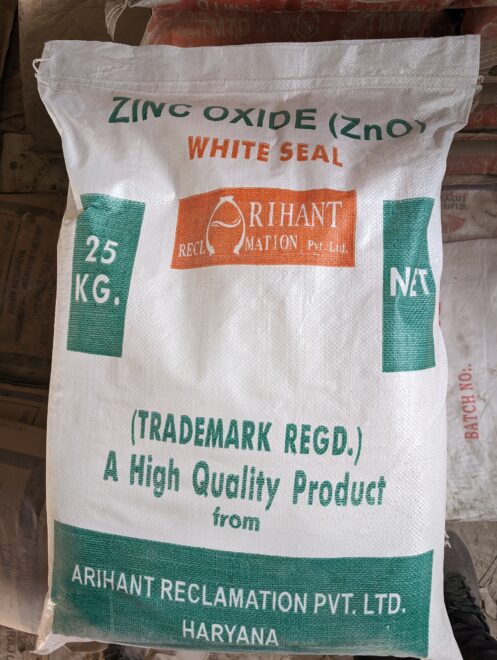 ZINC OXIDE (ZnO)
WHITE SEAL
ARIHANT
RECLAMATION Pvt. Ltd.
25
KG.
NET
(TRADEMARK REGD.)
A High Quality Product
from
ARIHANT RECLAMATION PVT. LTD.
HARYANA
BATCH NO:.